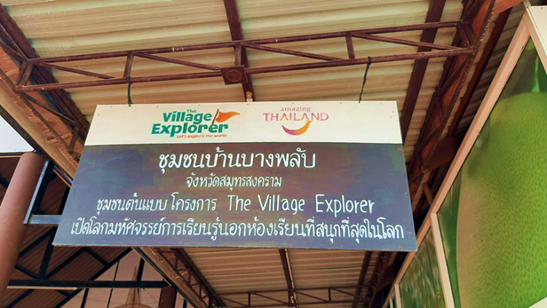 The
Village
Explorer
Let's explore the world
amazing
THAILAND
ชุมชนบ้านบางพลับ
จังหวัดสมุทรสงคราม
ชุมชนต้นแบบ โครงการ The Village Explorer
เปิดโลกมหัศจรรย์การเรียนรู้นอกห้องเรียนที่สนุกที่สุดในโลก